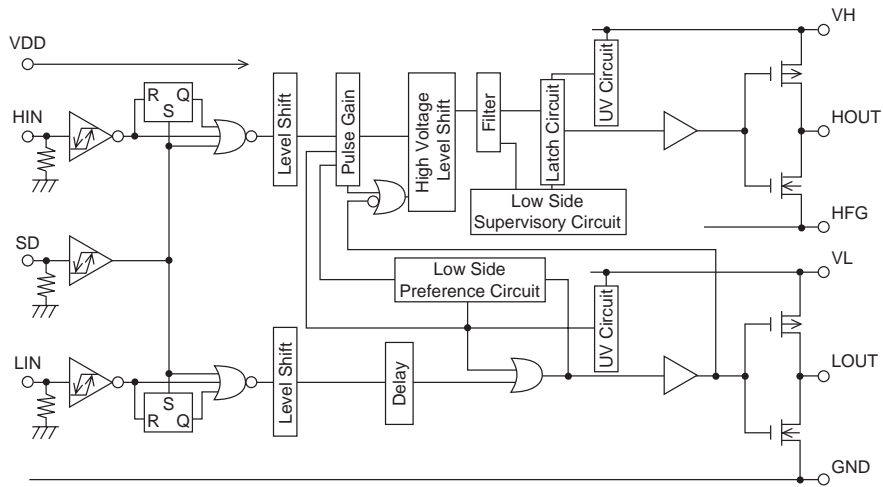 VDD
VH
R Q
S
HIN
Level Shift
Pulse Gain
High Voltage
Level Shift
Filter
Latch Circuit
UV Circuit
HOUT
Low Side
Supervisory Circuit
HFG
SD
Low Side
Preference Circuit
VL
UV Circuit
LIN
Level Shift
Delay
LOUT
S
R Q
GND